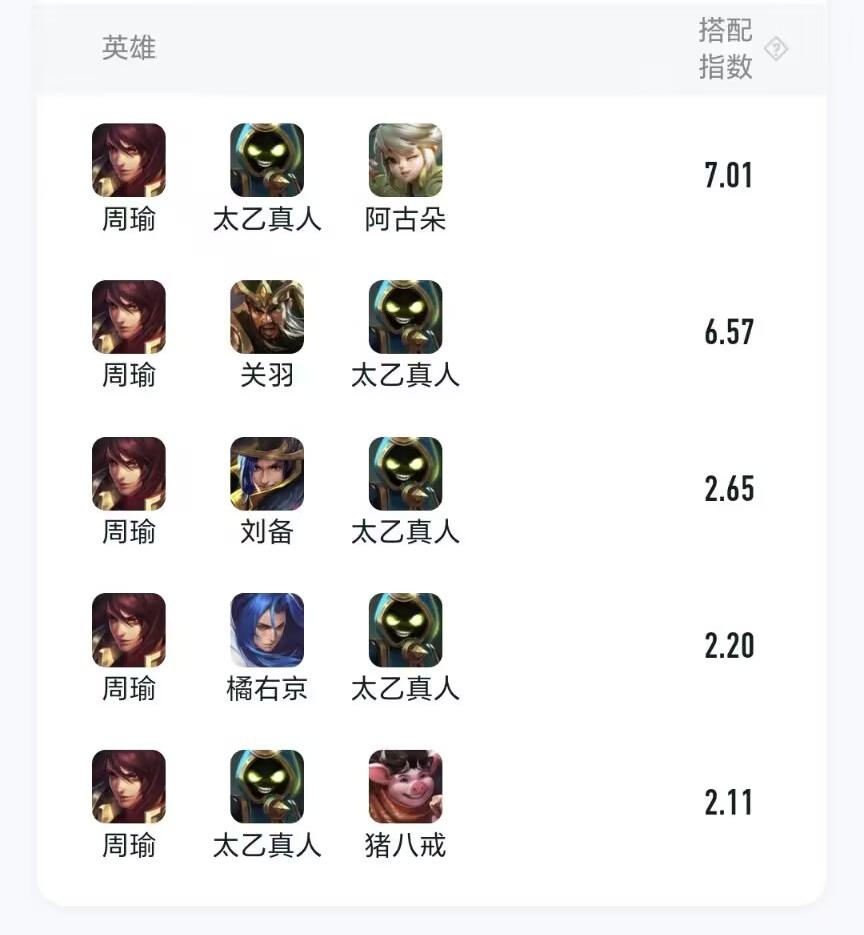 英雄
搭配
指数
周瑜 太乙真人 阿古朵 7.01
周瑜 关羽 太乙真人 6.57
周瑜 刘备 太乙真人 2.65
周瑜 橘右京 太乙真人 2.20
周瑜 太乙真人 猪八戒 2.11